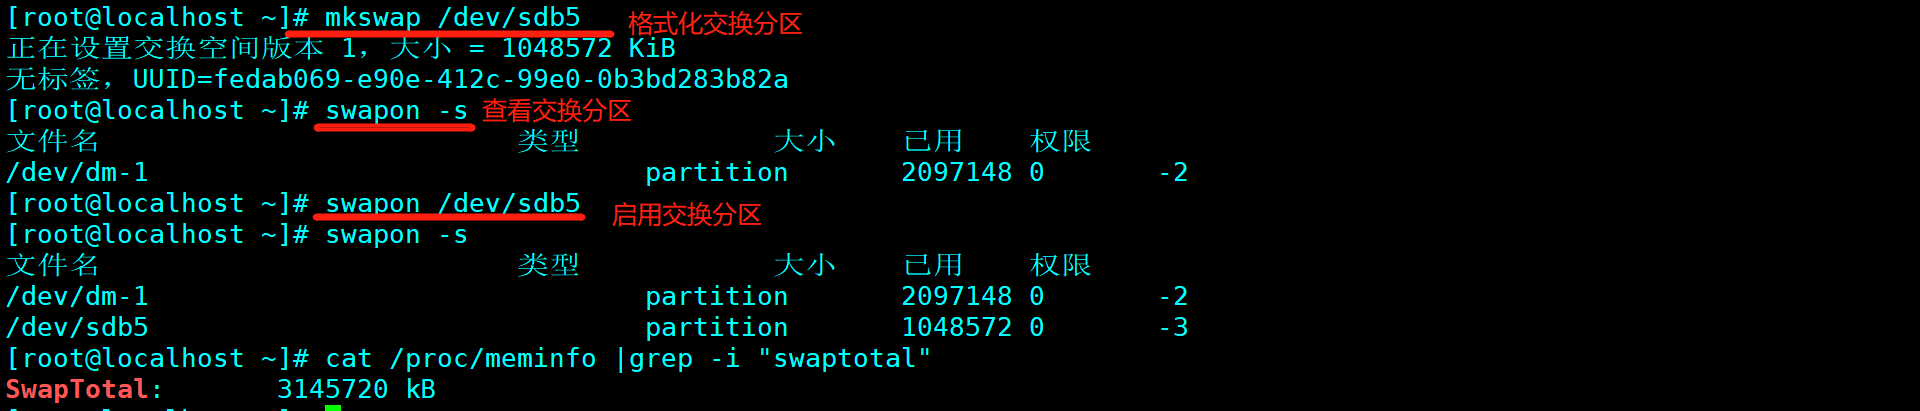 [root@localhost ~]# mkswap /dev/sdb5 格式化交换分区
正在设置交换空间版本 1，大小 = 1048572 KiB
无标签，UUID=fedab069-e90e-412c-99e0-0b3bd283b82a
[root@localhost ~]# swapon -s 查看交换分区
文件名 类型 大小 已用 权限
/dev/dm-1 partition 2097148 0 -2
[root@localhost ~]# swapon /dev/sdb5 启用交换分区
[root@localhost ~]# swapon -s
文件名 类型 大小 已用 权限
/dev/dm-1 partition 2097148 0 -2
/dev/sdb5 partition 1048572 0 -3
[root@localhost ~]# cat /proc/meminfo |grep -i "swaptotal"
SwapTotal: 3145720 kB